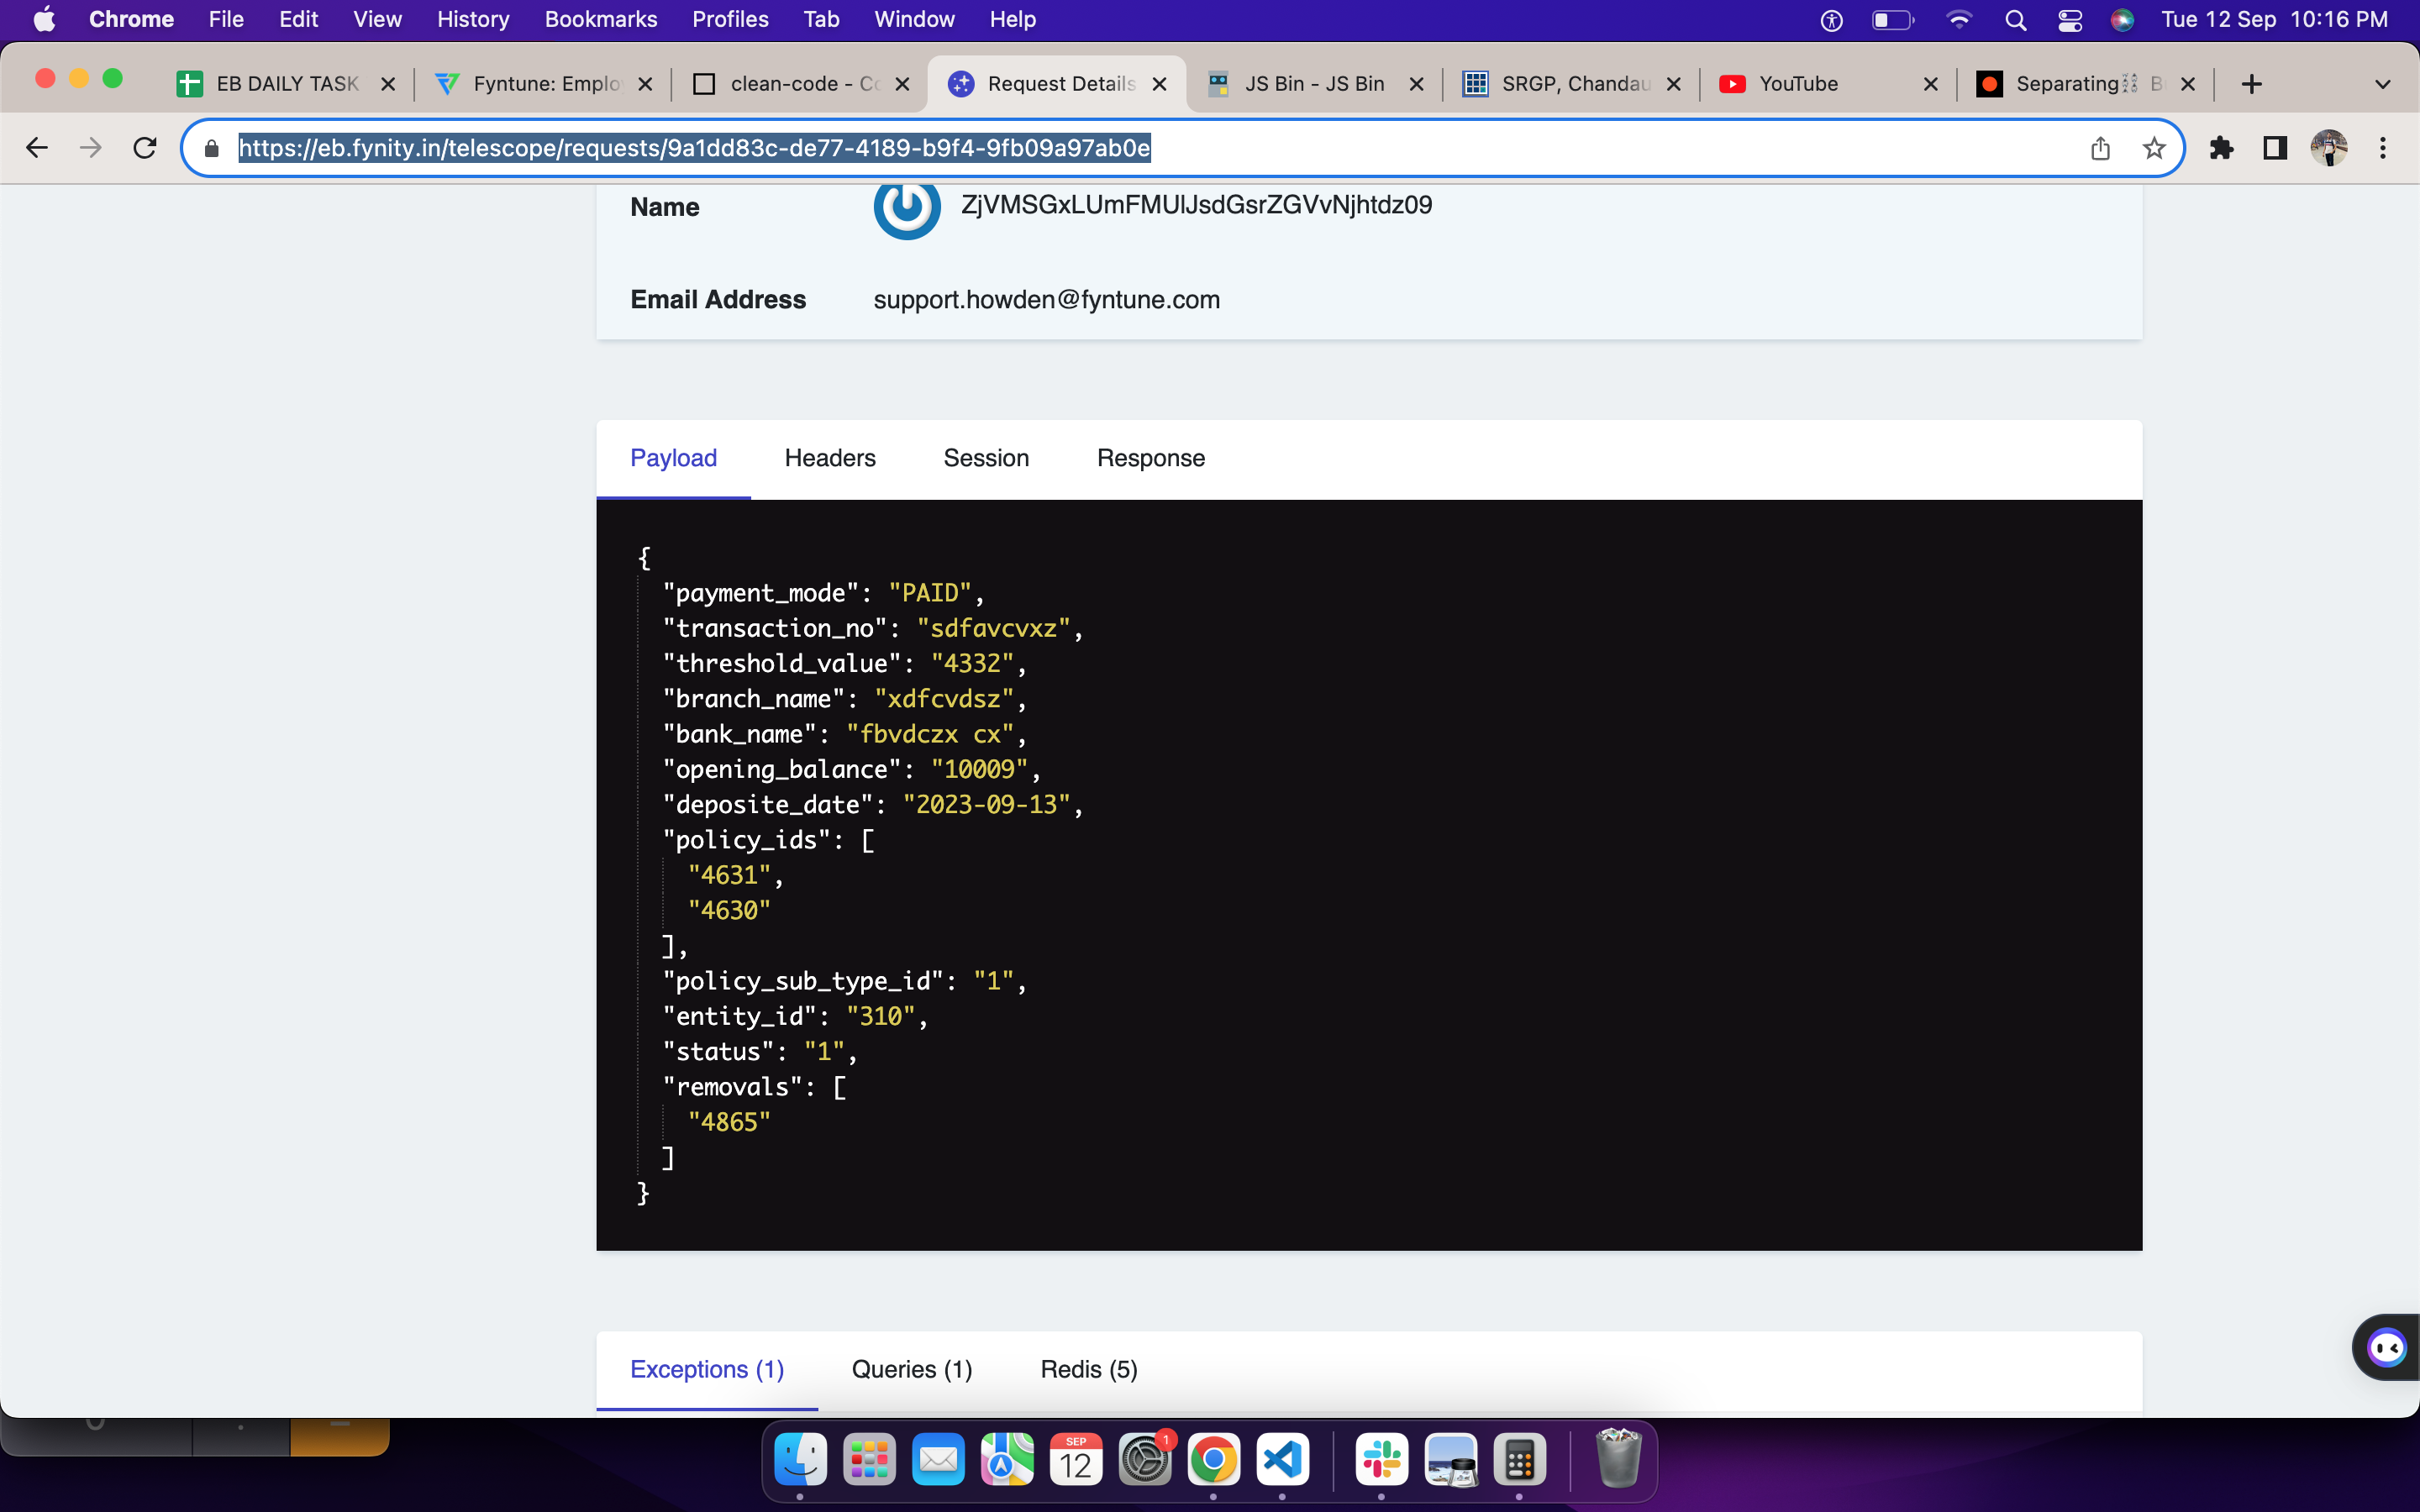 Chrome File Edit View History Bookmarks Profiles Tab Window Help Tue 12 Sep 10:16 PM
EB DAILY TASK Fyntune: Emplo clean-code - Co Request Details JS Bin - JS Bin SRGP, Chandau YouTube Separating⛓️ B
https://eb.fynity.in/telescope/requests/9a1dd83c-de77-4189-b9f4-9fb09a97ab0e
Name ZjVMSGxLUmFMUlJsdGsrZGVvNjhtdz09
Email Address support.howden@fyntune.com
Payload Headers Session Response
{
"payment_mode": "PAID",
"transaction_no": "sdfavcvxz",
"threshold_value": "4332",
"branch_name": "xdfcvdsz",
"bank_name": "fbvdczx cx",
"opening_balance": "10009",
"deposite_date": "2023-09-13",
"policy_ids": [
"4631",
"4630"
],
"policy_sub_type_id": "1",
"entity_id": "310",
"status": "1",
"removals": [
"4865"
]
}
Exceptions (1) Queries (1) Redis (5)
SEP
12
1